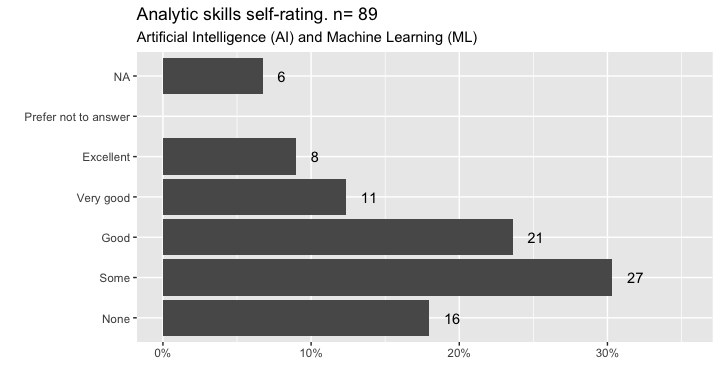 Analytic skills self-rating. n= 89
Artificial Intelligence (AI) and Machine Learning (ML)
NA 6
Prefer not to answer
Excellent 8
Very good 11
Good 21
Some 27
None 16
0% 10% 20% 30%